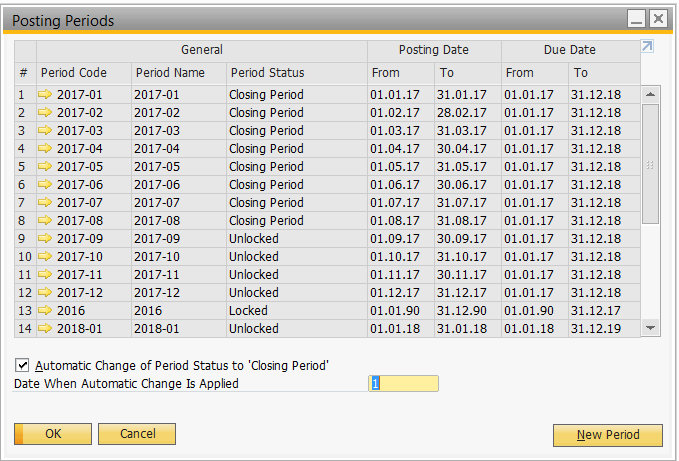 Posting Periods
General Posting Date Due Date
# Period Code Period Name Period Status From To From To
1 2017-01 2017-01 Closing Period 01.01.17 31.01.17 01.01.17 31.12.18
2 2017-02 2017-02 Closing Period 01.02.17 28.02.17 01.01.17 31.12.18
3 2017-03 2017-03 Closing Period 01.03.17 31.03.17 01.01.17 31.12.18
4 2017-04 2017-04 Closing Period 01.04.17 30.04.17 01.01.17 31.12.18
5 2017-05 2017-05 Closing Period 01.05.17 31.05.17 01.01.17 31.12.18
6 2017-06 2017-06 Closing Period 01.06.17 30.06.17 01.01.17 31.12.18
7 2017-07 2017-07 Closing Period 01.07.17 31.07.17 01.01.17 31.12.18
8 2017-08 2017-08 Closing Period 01.08.17 31.08.17 01.01.17 31.12.18
9 2017-09 2017-09 Unlocked 01.09.17 30.09.17 01.01.17 31.12.18
10 2017-10 2017-10 Unlocked 01.10.17 31.10.17 01.01.17 31.12.18
11 2017-11 2017-11 Unlocked 01.11.17 30.11.17 01.01.17 31.12.18
12 2017-12 2017-12 Unlocked 01.12.17 31.12.17 01.01.17 31.12.18
13 2016 2016 Locked 01.01.90 31.12.90 01.01.90 31.12.17
14 2018-01 2018-01 Unlocked 01.01.18 31.01.18 01.01.18 31.12.19
Automatic Change of Period Status to 'Closing Period'
Date When Automatic Change Is Applied 1
OK Cancel New Period